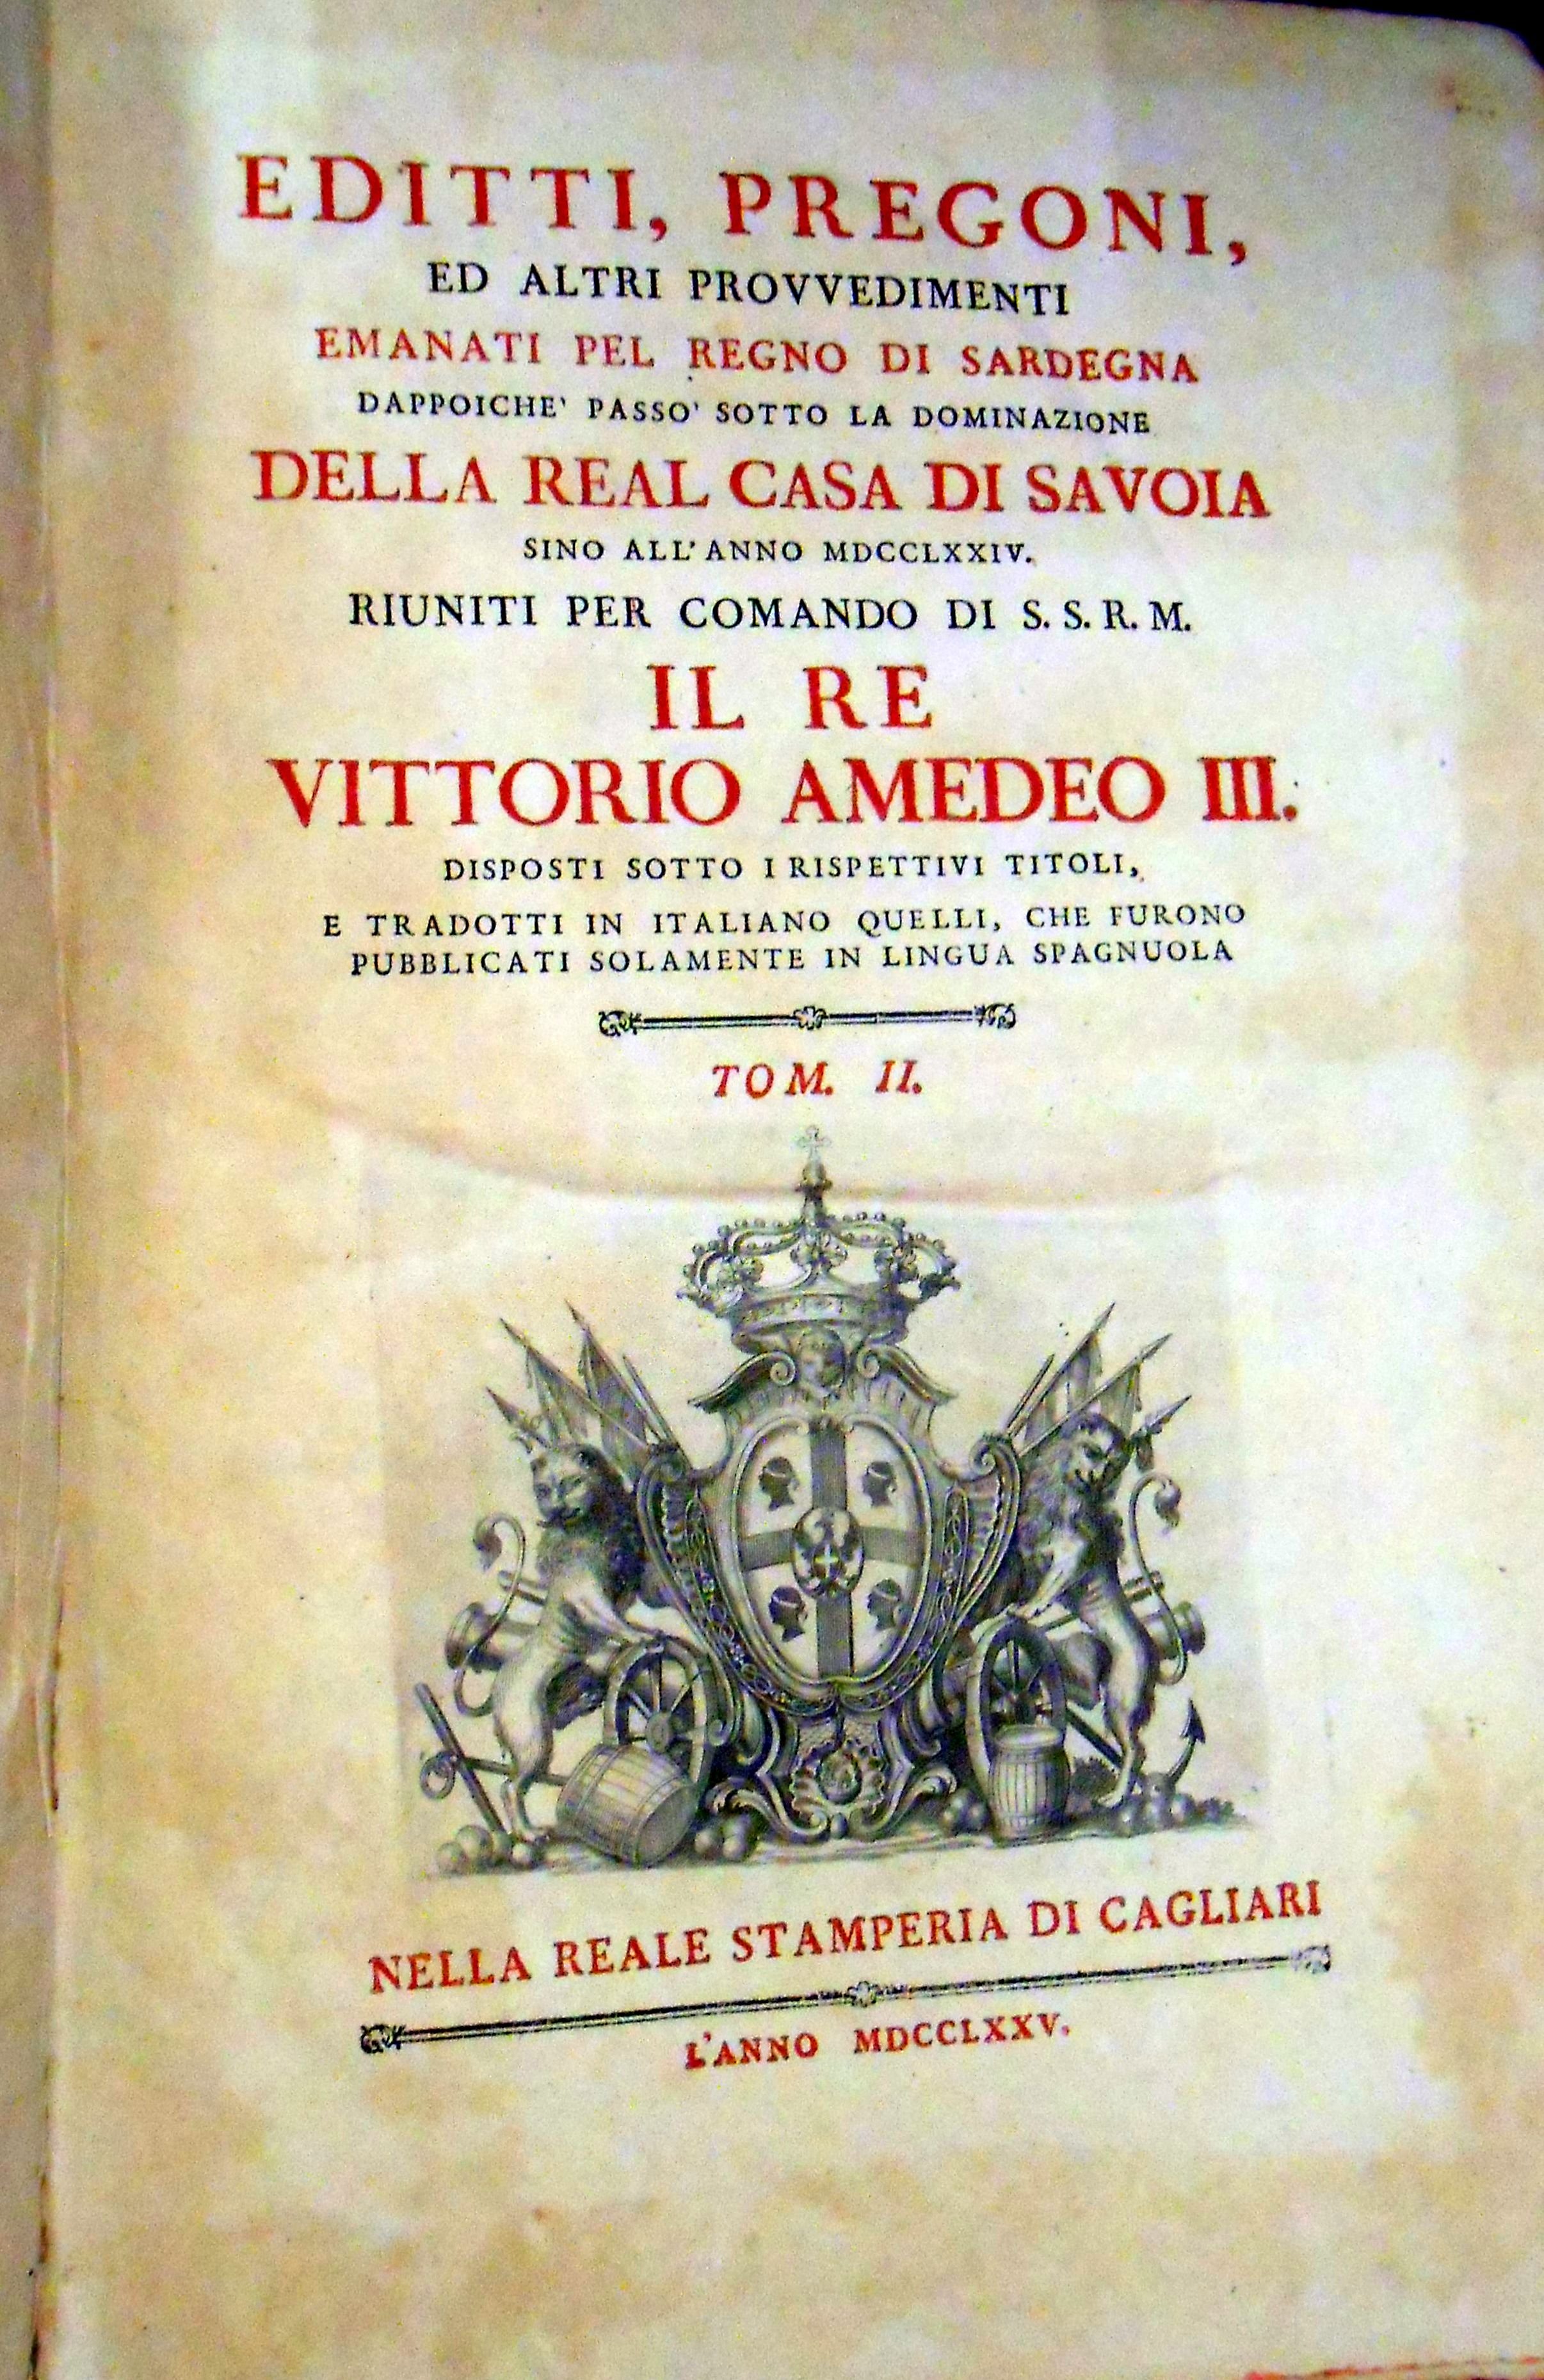 EDITTI, PREGONI,
ED ALTRI PROVVEDIMENTI
EMANATI PEL REGNO DI SARDEGNA
DAPPOICHE' PASSO' SOTTO LA DOMINAZIONE
DELLA REAL CASA DI SAVOIA
SINO ALL'ANNO MDCCLXXIV.
RIUNITI PER COMANDO DI S. S. R. M.
IL RE
VITTORIO AMEDEO III.
DISPOSTI SOTTO I RISPETTIVI TITOLI,
E TRADOTTI IN ITALIANO QUELLI, CHE FURONO
PUBBLICATI SOLAMENTE IN LINGUA SPAGNUOLA
TOM. II.
NELLA REALE STAMPERIA DI CAGLIARI
L'ANNO MDCCLXXV.